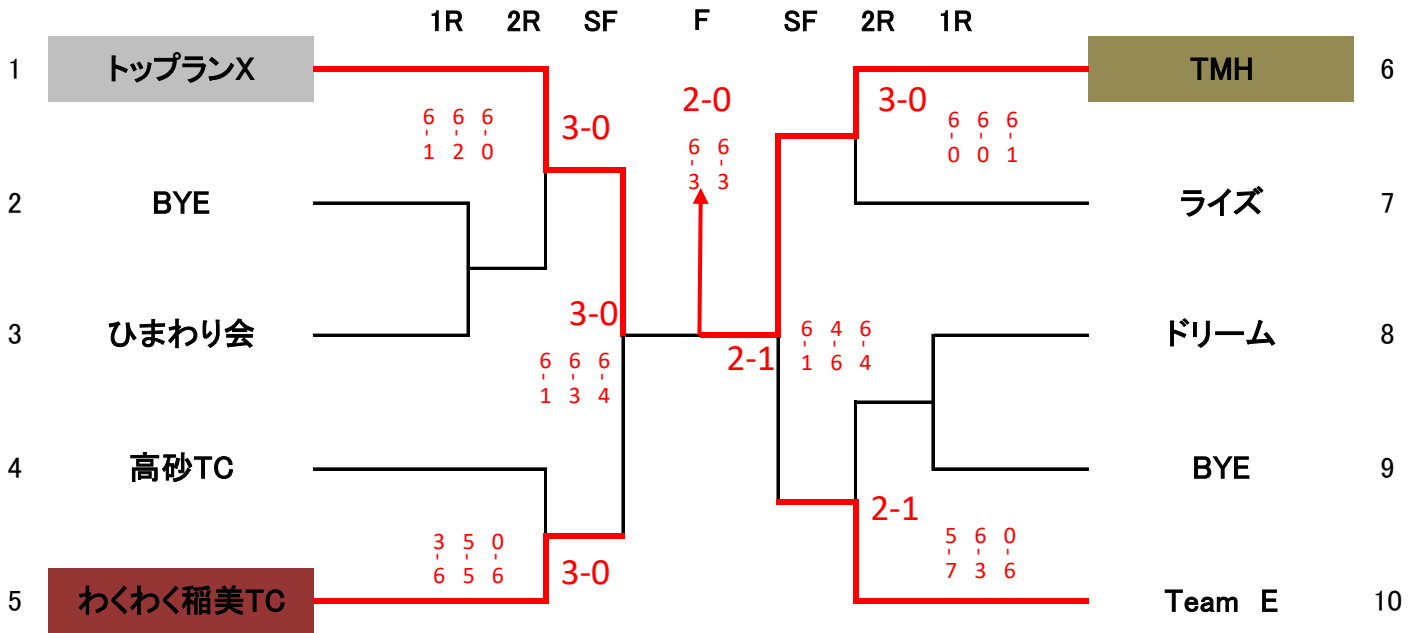 1R 2R SF F SF 2R 1R
1 トップランX TMH 6
3-0 2-0 3-0
6-1 6-2 6-0
6-3 6-3
6-0 6-0 6-1
2 BYE ライズ 7
3 ひまわり会 ドリーム 8
3-0 2-1
6-1 6-3 6-4
6-1 4-6 6-4
4 高砂TC BYE 9
3-0 2-1
3-6 5-5 0-6
5-7 6-3 0-6
5 わくわく稲美TC Team E 10